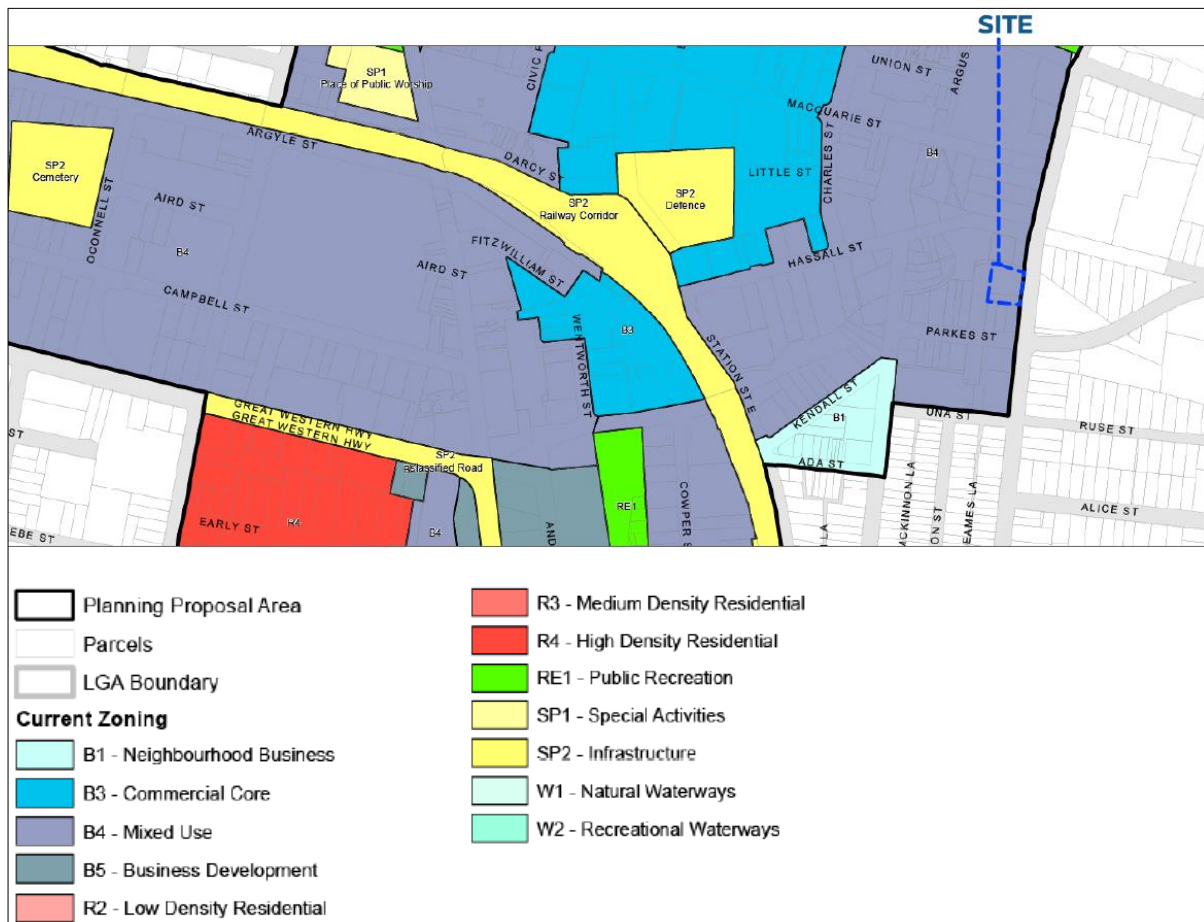 SITE
SP1
Place of Public Worship
UNION ST
MACQUARIE ST
ARGYLE ST
DARCY ST
CHARLES ST
B4
SP2
Cemetery
LITTLE ST
SP2
Defence
OCONNELL ST
AIRD ST
SP2
Railway Corridor
FITZWILLIAM ST
HASSALL ST
B4
AIRD ST
CAMPBELL ST
WENTWORTH ST
B3
STATION ST E
PARKES ST
KENDALL ST
B1
UNA ST
RUSE ST
GREAT WESTERN HWY
GREAT WESTERN HWY
SP2
Classified Road
ADA ST
MCKINNON LA
EAMES LA
ALICE ST
EARLY ST
R4
B4
RE1
Planning Proposal Area
Parcels
LGA Boundary
Current Zoning
B1 - Neighbourhood Business
B3 - Commercial Core
B4 - Mixed Use
B5 - Business Development
R2 - Low Density Residential
R3 - Medium Density Residential
R4 - High Density Residential
RE1 - Public Recreation
SP1 - Special Activities
SP2 - Infrastructure
W1 - Natural Waterways
W2 - Recreational Waterways